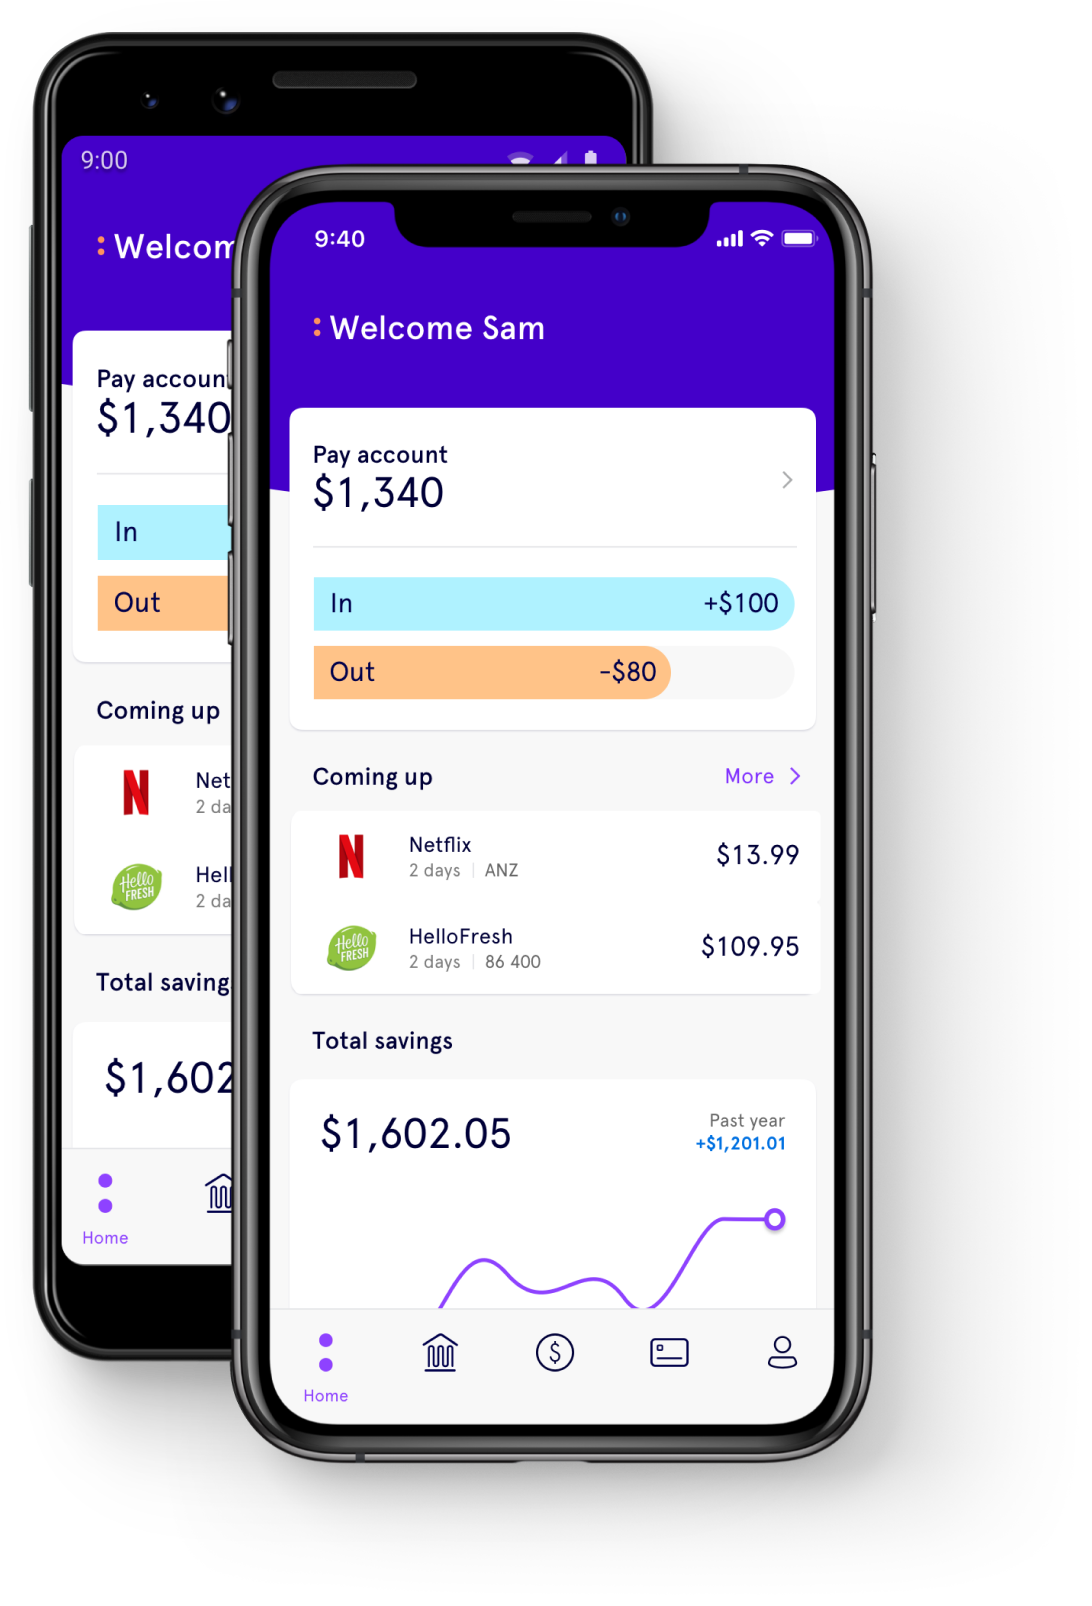 9:00
Welcom
Pay accoun
$1,340
In
Out
Coming up
Net
2 da
Hello
FRESH
Hell
2 da
Total saving
$1,602
Home
9:40
Welcome Sam
Pay account
$1,340
In +$100
Out -$80
Coming up More
Netflix $13.99
2 days | ANZ
Hello
FRESH
HelloFresh $109.95
2 days | 86 400
Total savings
$1,602.05 Past year
+$1,201.01
Home